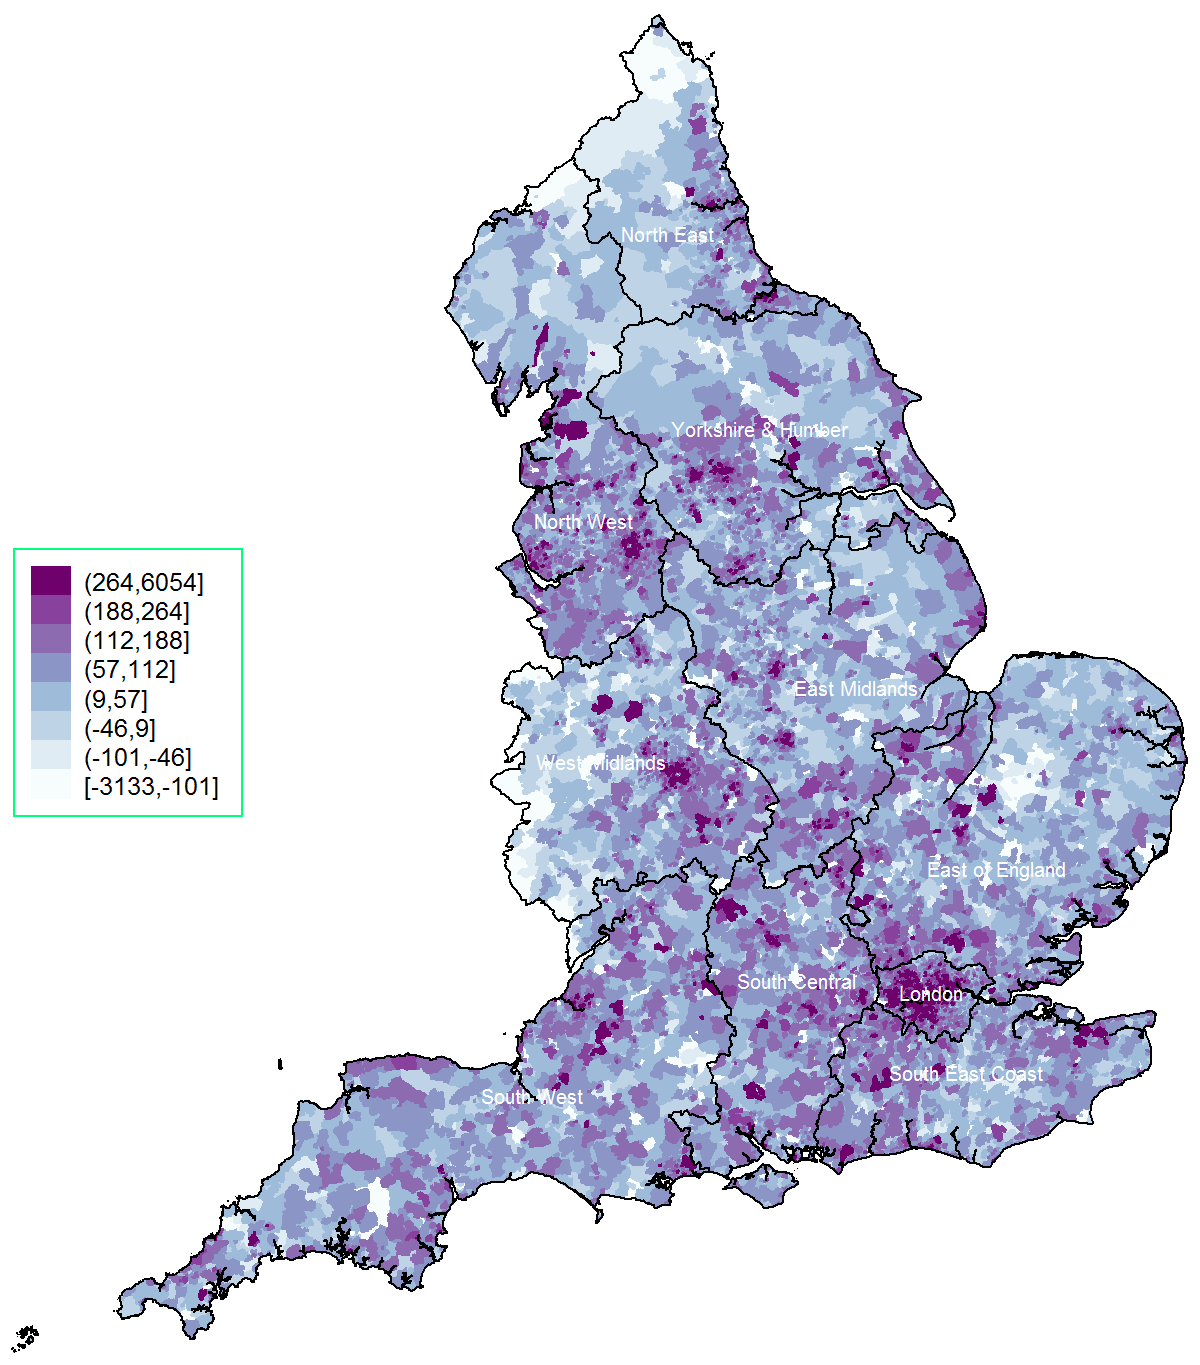 North East
Yorkshire & Humber
North West
(264,6054]
(188,264]
(112,188]
(57,112]
(9,57]
(-46,9]
(-101,-46]
[-3133,-101]
East Midlands
West Midlands
East of England
South Central
London
South East Coast
South West